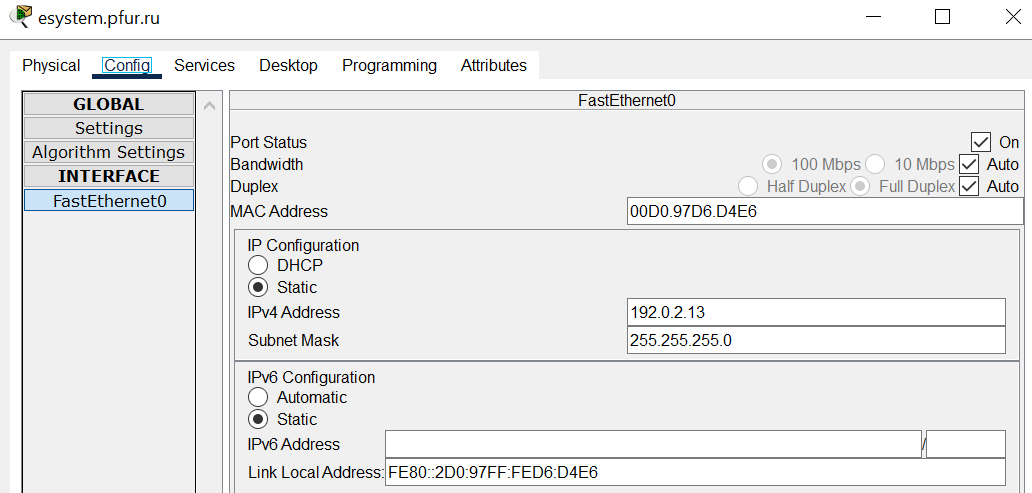 esystem.pfur.ru
Physical Config Services Desktop Programming Attributes
GLOBAL
Settings
Algorithm Settings
INTERFACE
FastEthernet0
FastEthernet0
Port Status On
Bandwidth 100 Mbps 10 Mbps Auto
Duplex Half Duplex Full Duplex Auto
MAC Address 00D0.97D6.D4E6
IP Configuration
DHCP
Static
IPv4 Address 192.0.2.13
Subnet Mask 255.255.255.0
IPv6 Configuration
Automatic
Static
IPv6 Address /
Link Local Address: FE80::2D0:97FF:FED6:D4E6